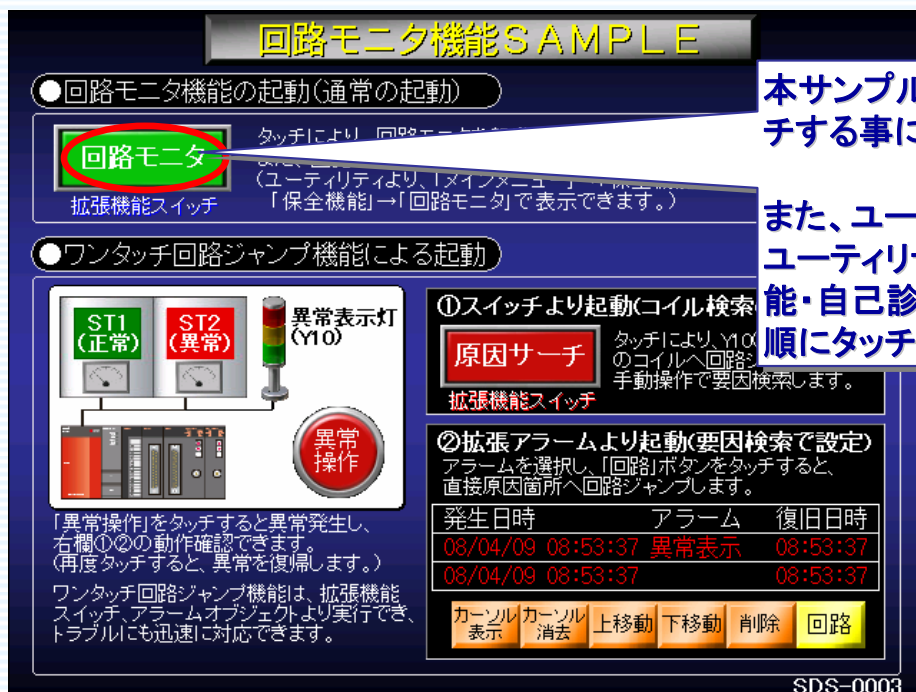 回路モニタ機能SAMPLE
●回路モニタ機能の起動(通常の起動)
回路モニタ
拡張機能スイッチ
タッチにより、回路モニタを
(ユーティリティより、「メインメニュー」→「保全機
「保全機能」→「回路モニタ」で表示できます。)
本サンプル
チする事に
また、ユー
ユーティリ
能・自己診
順にタッチ
●ワンタッチ回路ジャンプ機能による起動
ST1
(正常)
ST2
(異常)
異常表示灯
(Y10)
異常
操作
「異常操作」をタッチすると異常発生し、
右欄①②の動作確認できます。
(再度タッチすると、異常を復帰します。)
ワンタッチ回路ジャンプ機能は、拡張機能
スイッチ、アラームオブジェクトより実行でき、
トラブルにも迅速に対応できます。
①スイッチより起動(コイル検索
原因サーチ
拡張機能スイッチ
タッチにより、Y10
のコイルへ回路
手動操作で要因検索します。
②拡張アラームより起動(要因検索で設定)
アラームを選択し、「回路」ボタンをタッチすると、
直接原因箇所へ回路ジャンプします。
発生日時 アラーム 復旧日時
08/04/09 08:53:37 異常表示 08:53:37
08/04/09 08:53:37 08:53:37
カーソル表示 カーソル消去 上移動 下移動 削除 回路
SDS-0003